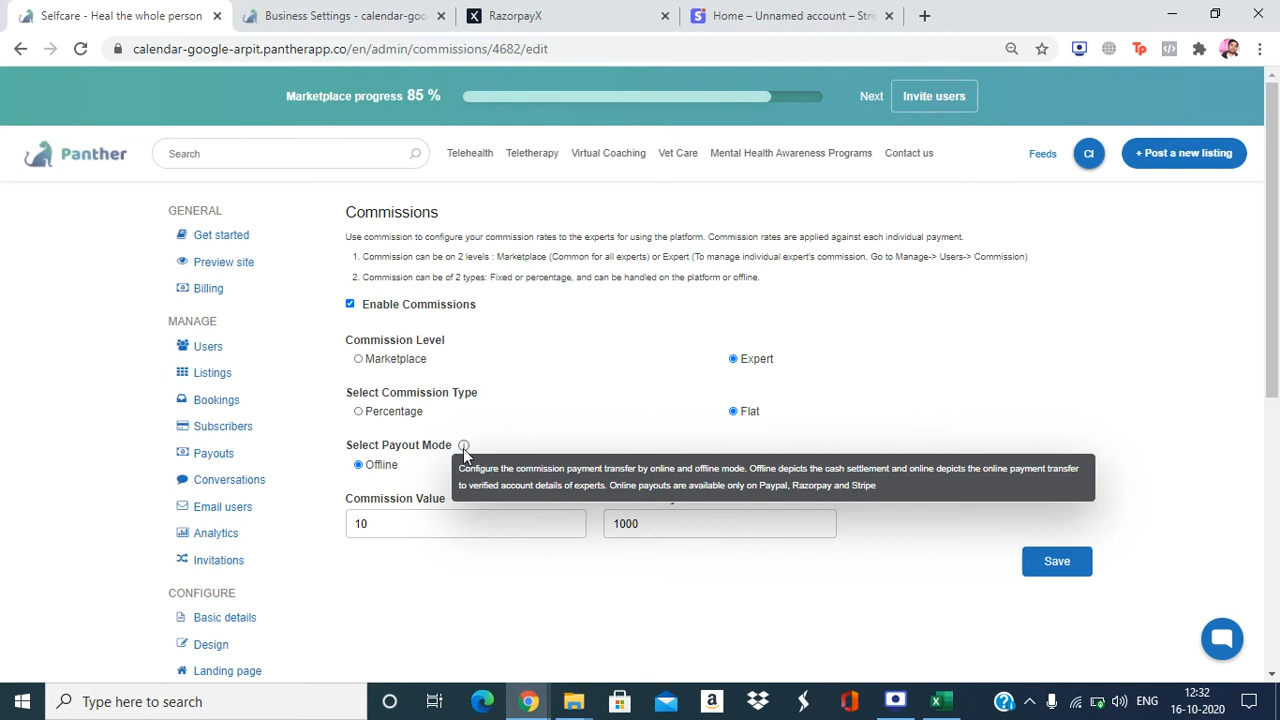 Selfcare - Heal the whole person
Business Settings - calendar-goo
RazorpayX
Home – Unnamed account – Strip
calendar-google-arpit.pantherapp.co/en/admin/commissions/4682/edit
Marketplace progress 85 %
Next
Invite users
Panther
Search
Telehealth
Teletherapy
Virtual Coaching
Vet Care
Mental Health Awareness Programs
Contact us
Feeds
CI
+ Post a new listing
GENERAL
Get started
Preview site
Billing
MANAGE
Users
Listings
Bookings
Subscribers
Payouts
Conversations
Email users
Analytics
Invitations
CONFIGURE
Basic details
Design
Landing page
Commissions
Use commission to configure your commission rates to the experts for using the platform. Commission rates are applied against each individual payment.
1. Commission can be on 2 levels : Marketplace (Common for all experts) or Expert (To manage individual expert's commission, Go to Manage-> Users-> Commission)
2. Commission can be of 2 types: Fixed or percentage, and can be handled on the platform or offline.
Enable Commissions
Commission Level
Marketplace
Expert
Select Commission Type
Percentage
Flat
Select Payout Mode
Offline
Configure the commission payment transfer by online and offline mode. Offline depicts the cash settlement and online depicts the online payment transfer
to verified account details of experts. Online payouts are available only on Paypal, Razorpay and Stripe
Commission Value
10
1000
Save
Type here to search
ENG
12:32
16-10-2020